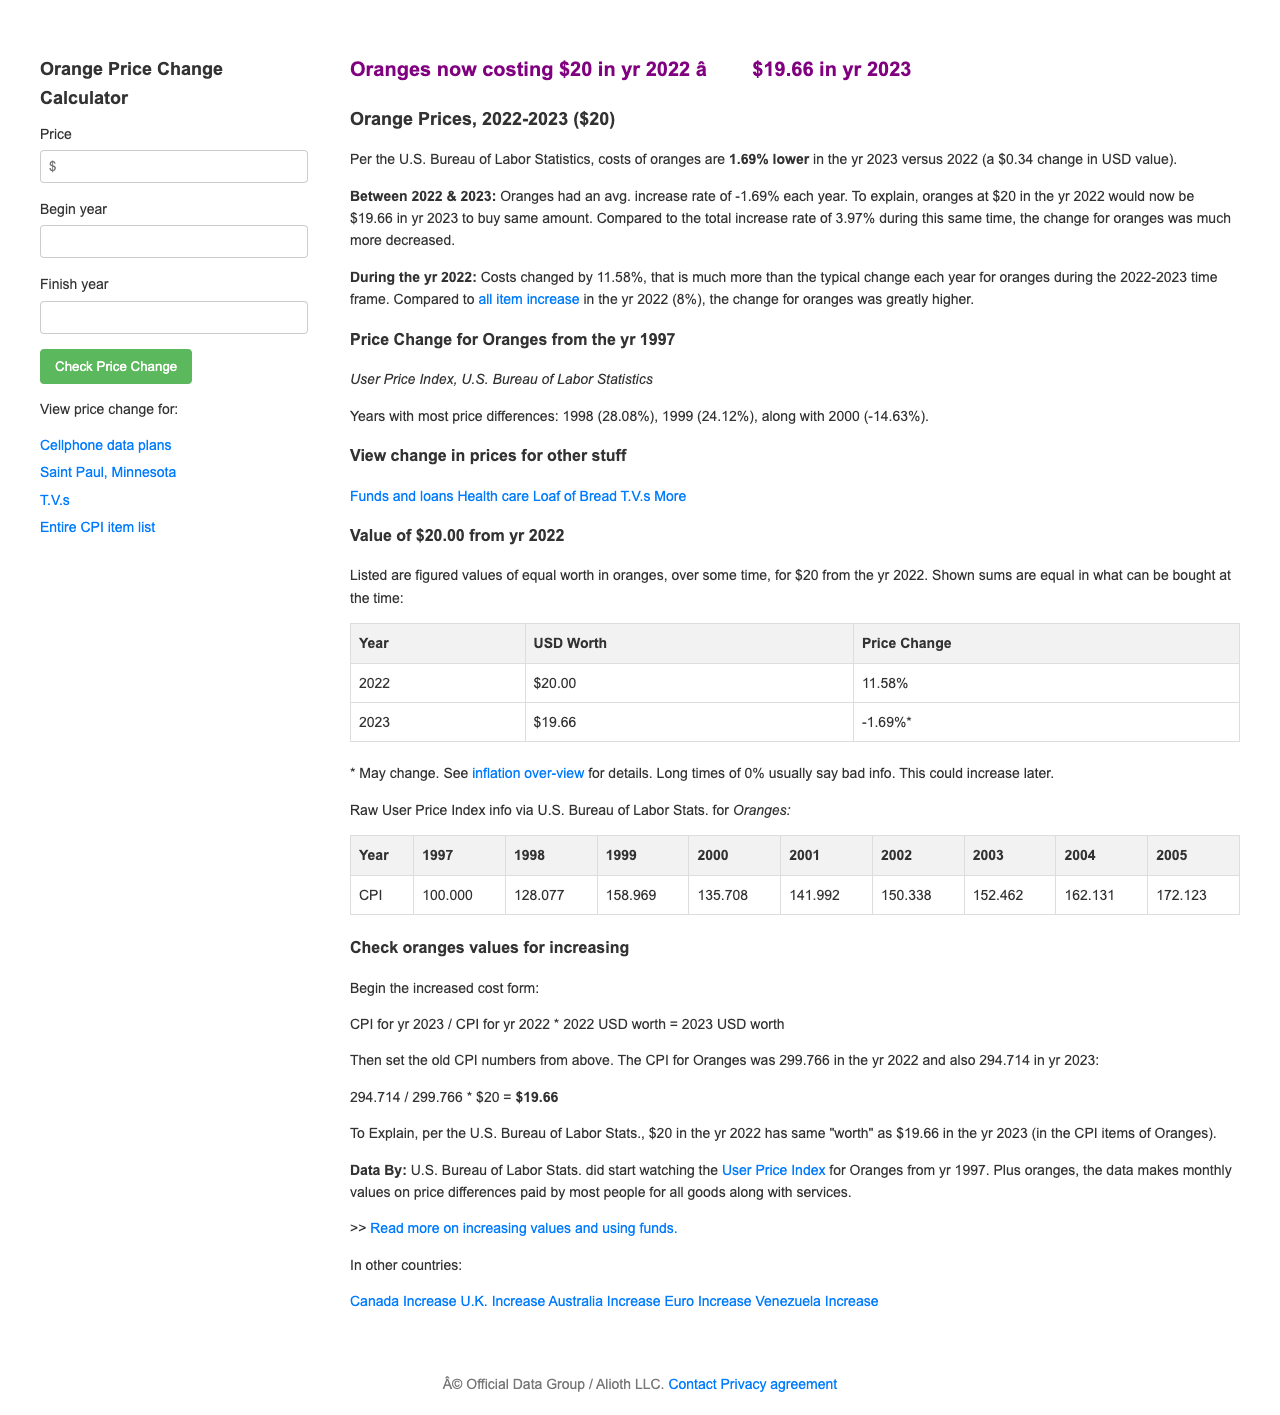 Orange Price Change
Calculator
Price
$
Begin year
Finish year
Check Price Change
View price change for:
Cellphone data plans
Saint Paul, Minnesota
T.V.s
Entire CPI item list
Oranges now costing $20 in yr 2022 â $19.66 in yr 2023
Orange Prices, 2022-2023 ($20)
Per the U.S. Bureau of Labor Statistics, costs of oranges are 1.69% lower in the yr 2023 versus 2022 (a $0.34 change in USD value).
Between 2022 & 2023: Oranges had an avg. increase rate of -1.69% each year. To explain, oranges at $20 in the yr 2022 would now be
$19.66 in yr 2023 to buy same amount. Compared to the total increase rate of 3.97% during this same time, the change for oranges was much
more decreased.
During the yr 2022: Costs changed by 11.58%, that is much more than the typical change each year for oranges during the 2022-2023 time
frame. Compared to all item increase in the yr 2022 (8%), the change for oranges was greatly higher.
Price Change for Oranges from the yr 1997
User Price Index, U.S. Bureau of Labor Statistics
Years with most price differences: 1998 (28.08%), 1999 (24.12%), along with 2000 (-14.63%).
View change in prices for other stuff
Funds and loans Health care Loaf of Bread T.V.s More
Value of $20.00 from yr 2022
Listed are figured values of equal worth in oranges, over some time, for $20 from the yr 2022. Shown sums are equal in what can be bought at
the time:
Year USD Worth Price Change
2022 $20.00 11.58%
2023 $19.66 -1.69%*
* May change. See inflation over-view for details. Long times of 0% usually say bad info. This could increase later.
Raw User Price Index info via U.S. Bureau of Labor Stats. for Oranges:
Year 1997 1998 1999 2000 2001 2002 2003 2004 2005
CPI 100.000 128.077 158.969 135.708 141.992 150.338 152.462 162.131 172.123
Check oranges values for increasing
Begin the increased cost form:
CPI for yr 2023 / CPI for yr 2022 * 2022 USD worth = 2023 USD worth
Then set the old CPI numbers from above. The CPI for Oranges was 299.766 in the yr 2022 and also 294.714 in yr 2023:
294.714 / 299.766 * $20 = $19.66
To Explain, per the U.S. Bureau of Labor Stats., $20 in the yr 2022 has same "worth" as $19.66 in the yr 2023 (in the CPI items of Oranges).
Data By: U.S. Bureau of Labor Stats. did start watching the User Price Index for Oranges from yr 1997. Plus oranges, the data makes monthly
values on price differences paid by most people for all goods along with services.
>> Read more on increasing values and using funds.
In other countries:
Canada Increase U.K. Increase Australia Increase Euro Increase Venezuela Increase
Â© Official Data Group / Alioth LLC. Contact Privacy agreement